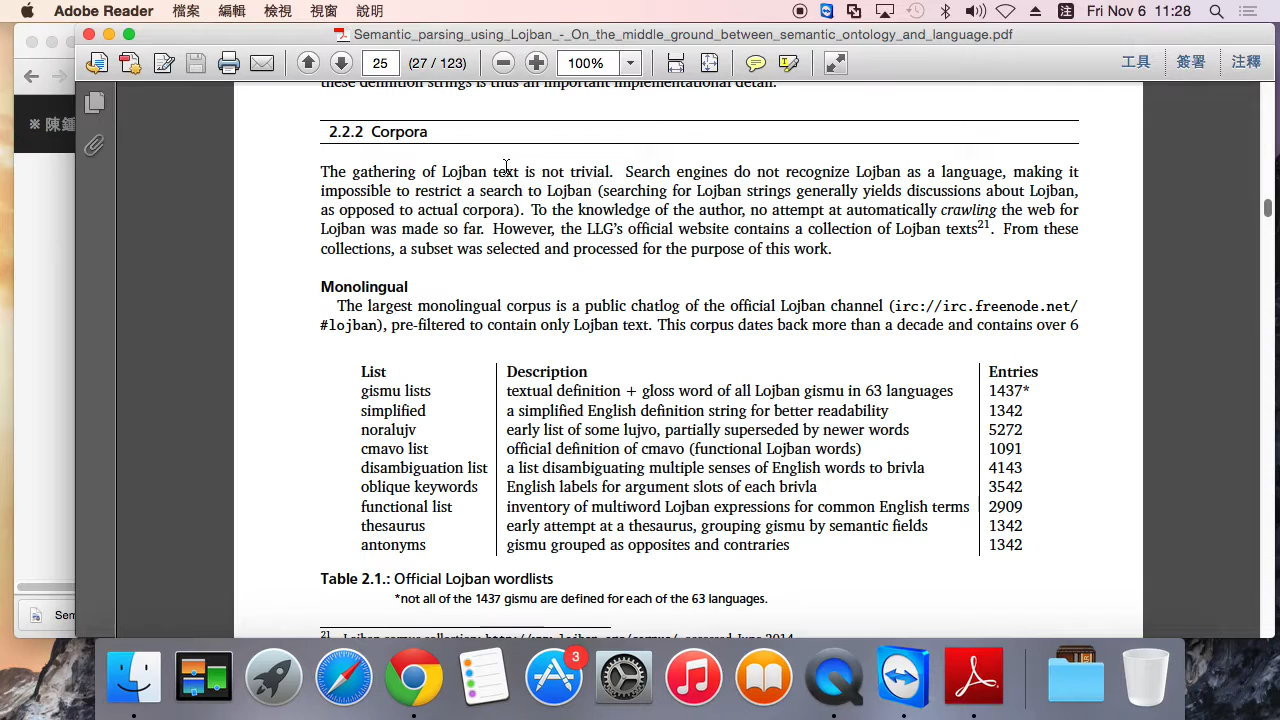 Adobe Reader 檔案 編輯 檢視 視窗 說明 注 Fri Nov 6 11:28
Semantic_parsing_using_Lojban_-_On_the_middle_ground_between_semantic_ontology_and_language.pdf
25 (27 / 123) 100% 工具 簽署 注釋
※ 陳鍾
these definition strings is thus an important implementational detail.
2.2.2 Corpora
The gathering of Lojban text is not trivial. Search engines do not recognize Lojban as a language, making it
impossible to restrict a search to Lojban (searching for Lojban strings generally yields discussions about Lojban,
as opposed to actual corpora). To the knowledge of the author, no attempt at automatically crawling the web for
Lojban was made so far. However, the LLG's official website contains a collection of Lojban texts21. From these
collections, a subset was selected and processed for the purpose of this work.
Monolingual
The largest monolingual corpus is a public chatlog of the official Lojban channel (irc://irc.freenode.net/
#lojban), pre-filtered to contain only Lojban text. This corpus dates back more than a decade and contains over 6
List Description Entries
gismu lists textual definition + gloss word of all Lojban gismu in 63 languages 1437*
simplified a simplified English definition string for better readability 1342
noralujv early list of some lujvo, partially superseded by newer words 5272
cmavo list official definition of cmavo (functional Lojban words) 1091
disambiguation list a list disambiguating multiple senses of English words to brivla 4143
oblique keywords English labels for argument slots of each brivla 3542
functional list inventory of multiword Lojban expressions for common English terms 2909
thesaurus early attempt at a thesaurus, grouping gismu by semantic fields 1342
antonyms gismu grouped as opposites and contraries 1342
Table 2.1.: Official Lojban wordlists
*not all of the 1437 gismu are defined for each of the 63 languages.
Sem
21 Lojban corpus collection:
3